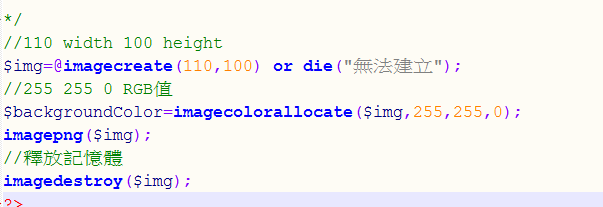 */
//110 width 100 height
$img=@imagecreate(110,100) or die("無法建立");
//255 255 0 RGB值
$backgroundColor=imagecolorallocate($img,255,255,0);
imagepng($img);
//釋放記憶體
imagedestroy($img);
?>